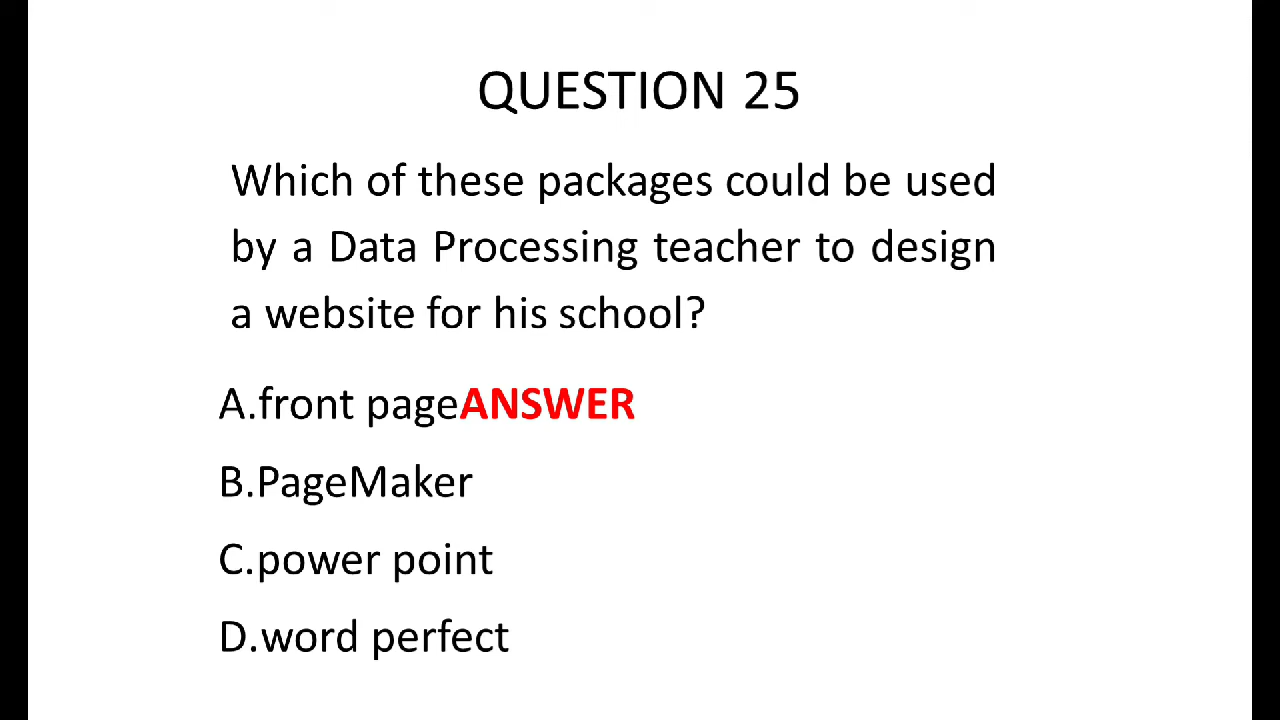 QUESTION 25
Which of these packages could be used
by a Data Processing teacher to design
a website for his school?
A.front pageANSWER
B.PageMaker
C.power point
D.word perfect